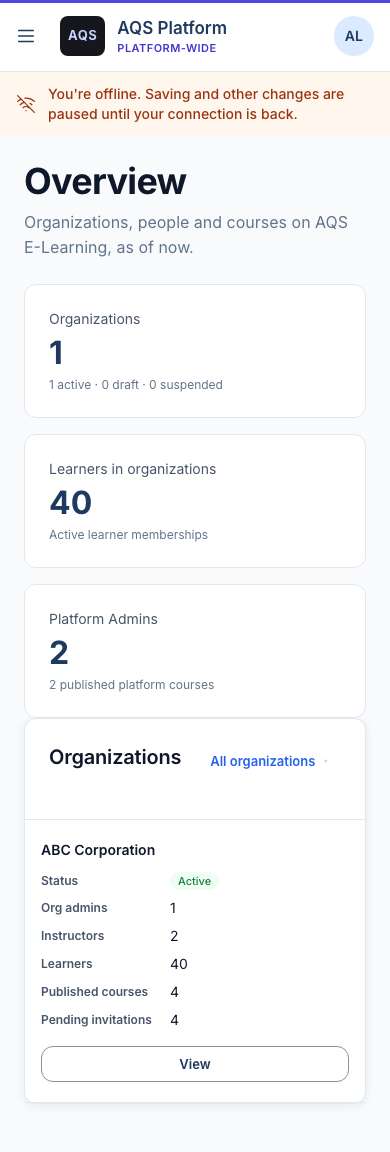 AQS
AQS Platform
PLATFORM-WIDE
AL
You're offline. Saving and other changes are
paused until your connection is back.
Overview
Organizations, people and courses on AQS
E-Learning, as of now.
Organizations
1
1 active · 0 draft · 0 suspended
Learners in organizations
40
Active learner memberships
Platform Admins
2
2 published platform courses
Organizations
All organizations ·
ABC Corporation
Status Active
Org admins 1
Instructors 2
Learners 40
Published courses 4
Pending invitations 4
View